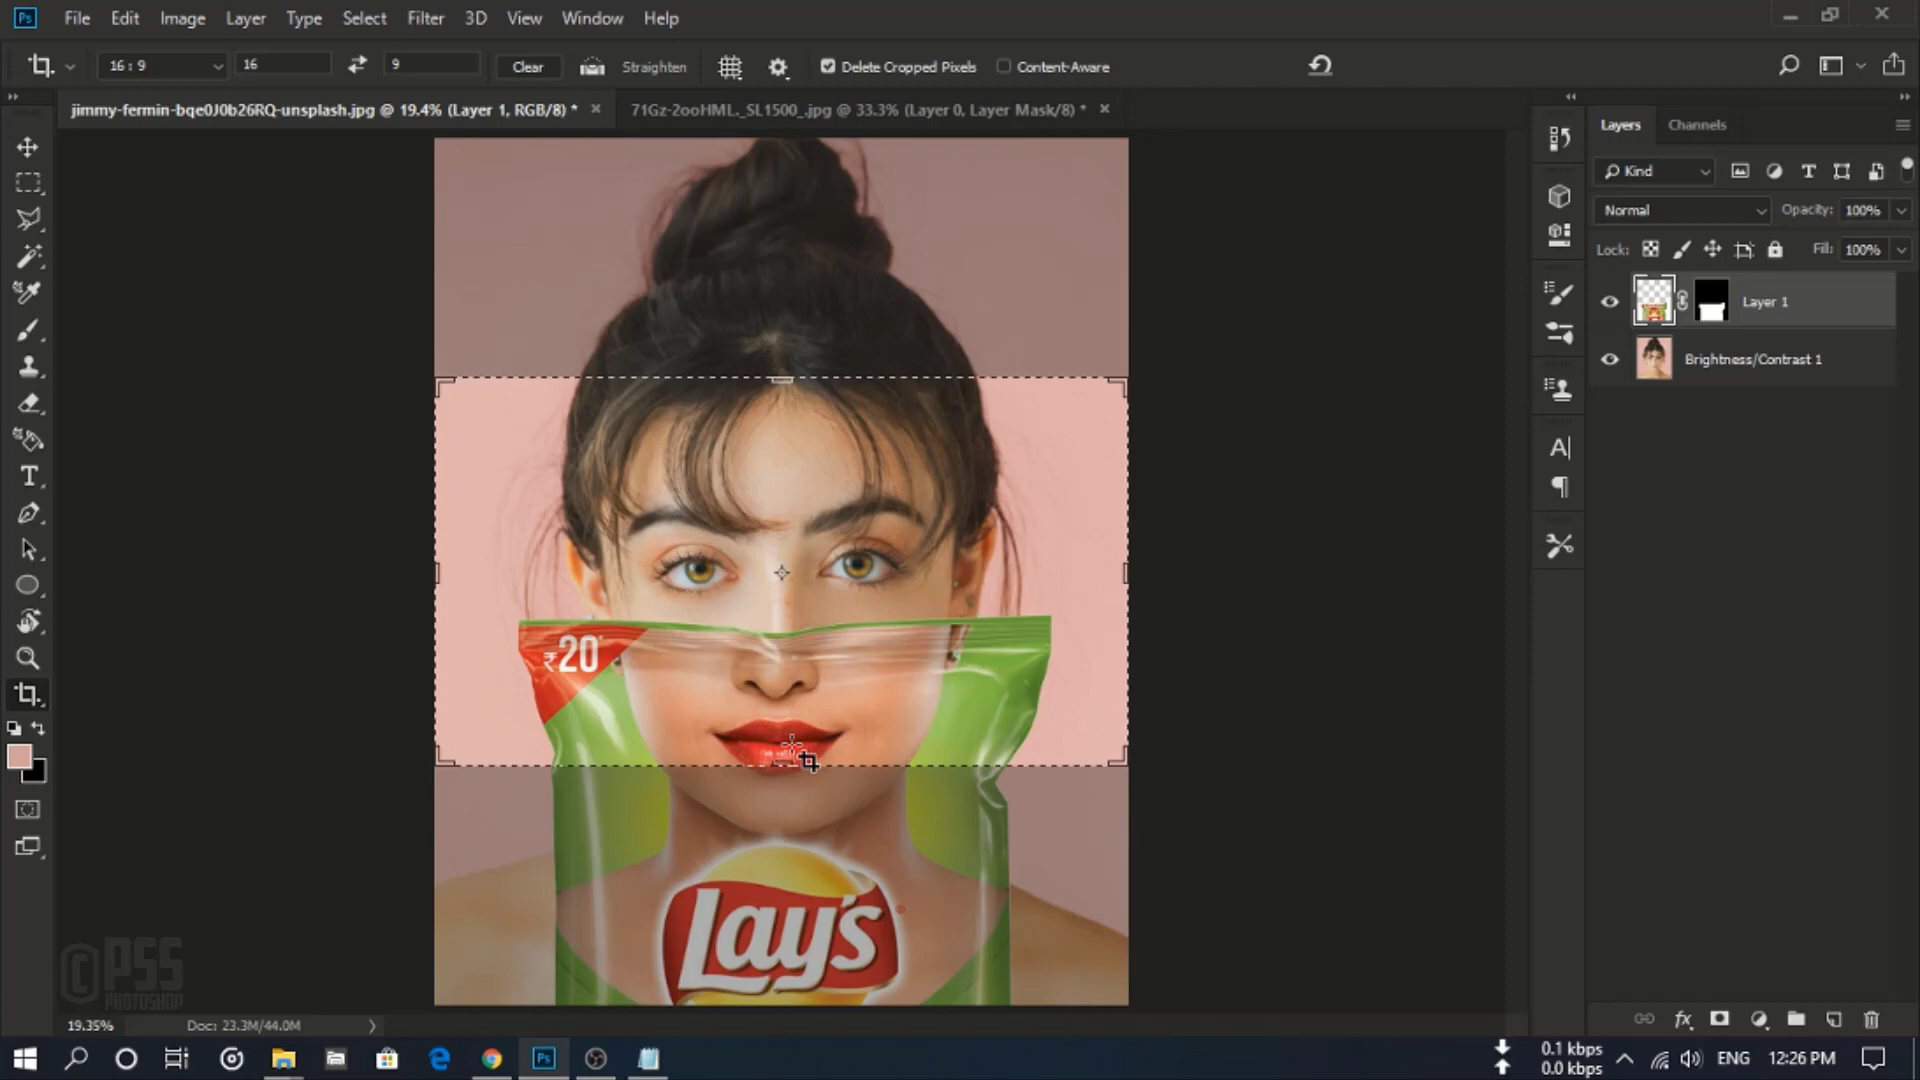 Ps File Edit Image Layer Type Select Filter 3D View Window Help
16 : 9 16 9 Clear Straighten Delete Cropped Pixels Content-Aware
jimmy-fermin-bqe0J0b26RQ-unsplash.jpg @ 19.4% (Layer 1, RGB/8) * × 71Gz-2ooHML._SL1500_.jpg @ 33.3% (Layer 0, Layer Mask/8) * ×
Layers Channels
Kind
Normal Opacity: 100%
Lock: Fill: 100%
Layer 1
Brightness/Contrast 1
₹20
Lay's
©PSS
PHOTOSHOP
19.35% Doc: 23.3M/44.0M
0.1 kbps
0.0 kbps
ENG 12:26 PM